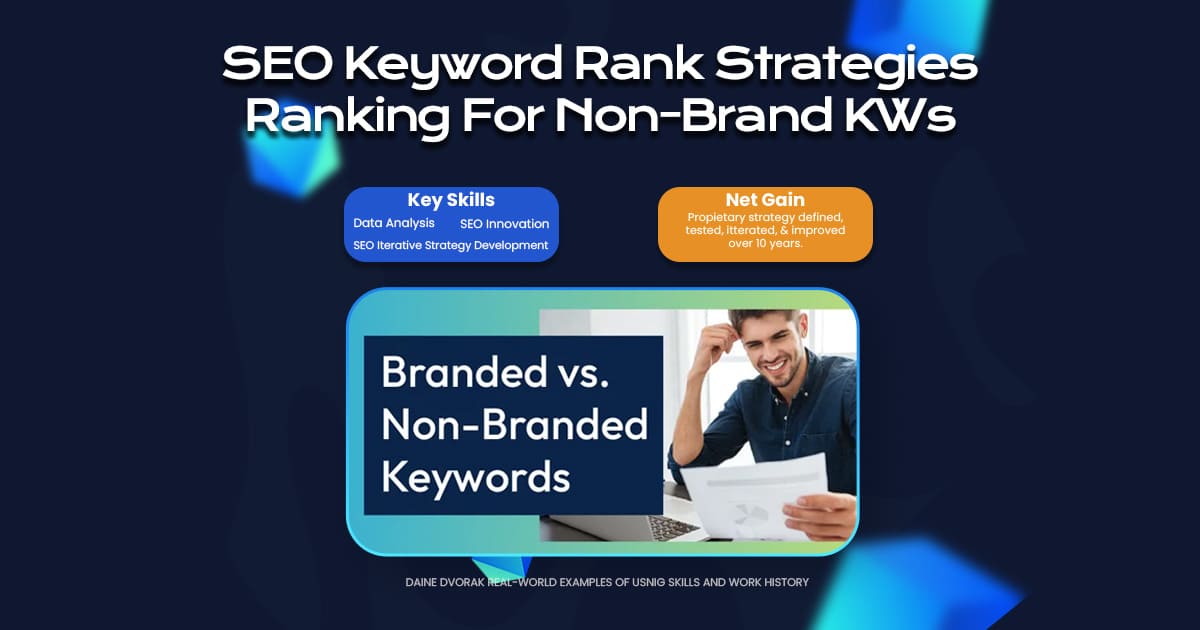 SEO Keyword Rank Strategies
Ranking For Non-Brand KWs
Key Skills
Data Analysis SEO Innovation
SEO Iterative Strategy Development
Net Gain
Propietary strategy defined,
tested, itterated, & improved
over 10 years.
Branded vs.
Non-Branded
Keywords
DAINE DVORAK REAL-WORLD EXAMPLES OF USNIG SKILLS AND WORK HISTORY